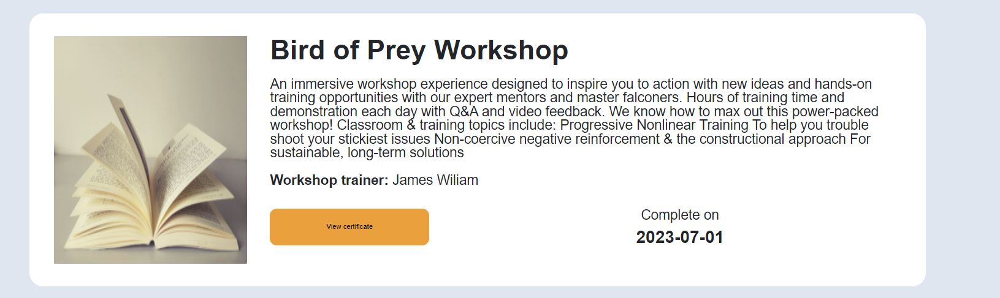 Bird of Prey Workshop
An immersive workshop experience designed to inspire you to action with new ideas and hands-on
training opportunities with our expert mentors and master falconers. Hours of training time and
demonstration each day with Q&A and video feedback. We know how to max out this power-packed
workshop! Classroom & training topics include: Progressive Nonlinear Training To help you trouble
shoot your stickiest issues Non-coercive negative reinforcement & the constructional approach For
sustainable, long-term solutions
Workshop trainer: James Wiliam
View certificate
Complete on
2023-07-01